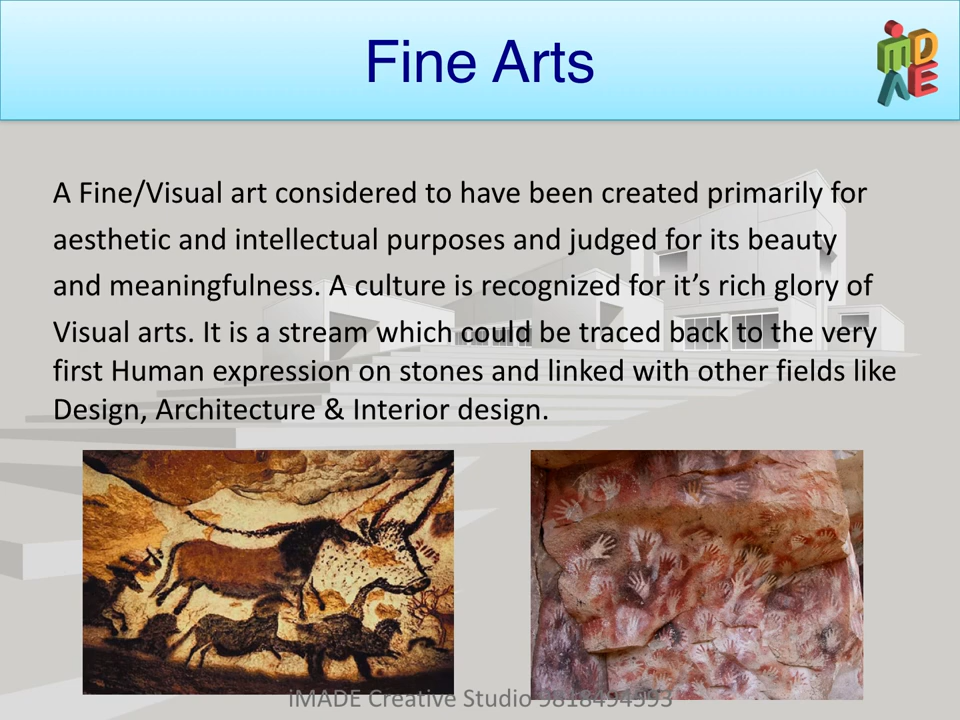 Fine Arts
iMADE
A Fine/Visual art considered to have been created primarily for
aesthetic and intellectual purposes and judged for its beauty
and meaningfulness. A culture is recognized for it’s rich glory of
Visual arts. It is a stream which could be traced back to the very
first Human expression on stones and linked with other fields like
Design, Architecture & Interior design.
iMADE Creative Studio 9818494593